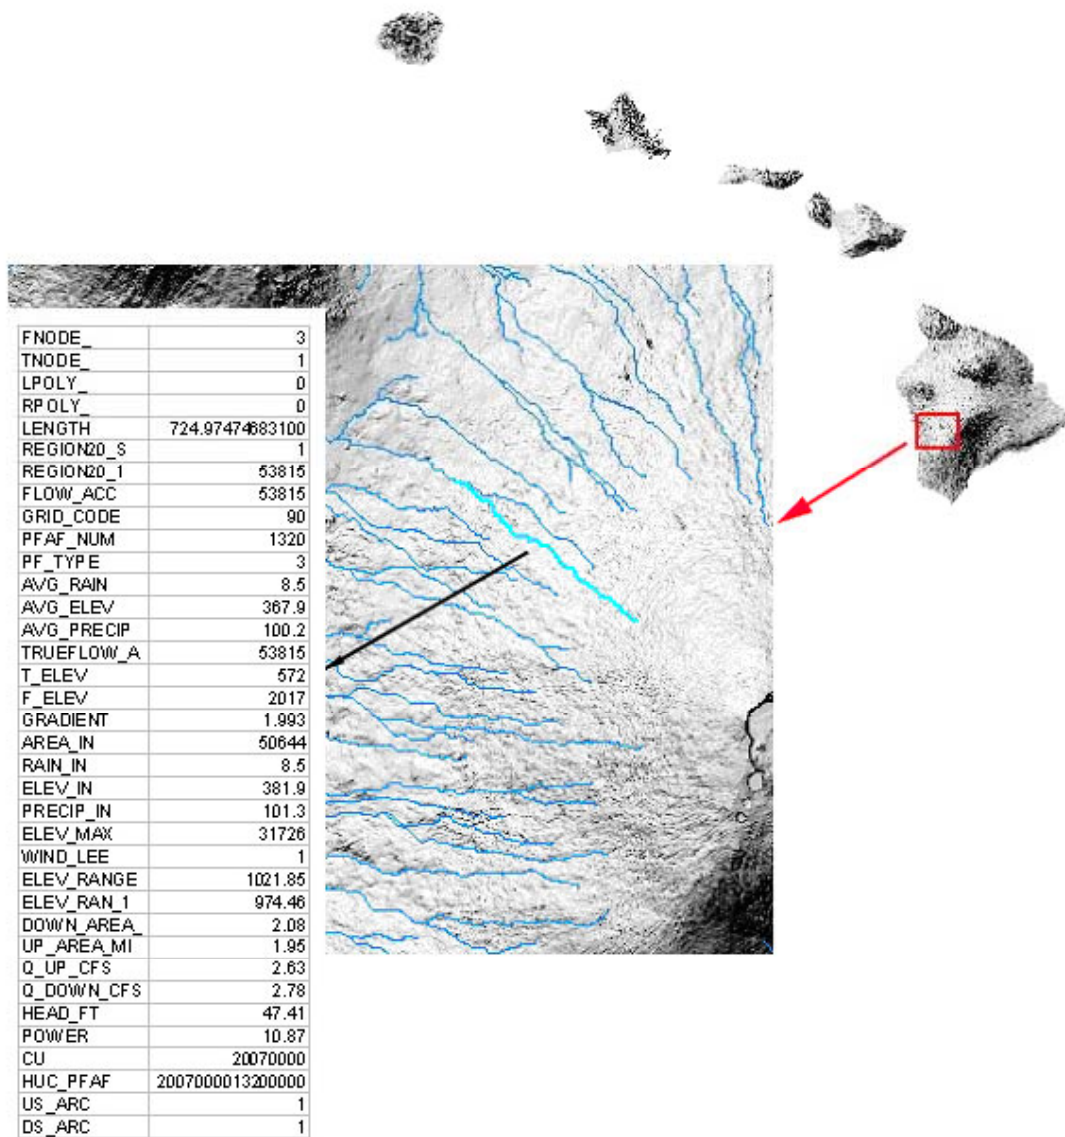 FNODE_ 3
TNODE_ 1
LPOLY_ 0
RPOLY_ 0
LENGTH 724.97474683100
REGION20_S 1
REGION20_1 53815
FLOW_ACC 53815
GRID_CODE 90
PFAF_NUM 1320
PF_TYPE 3
AVG_RAIN 8.5
AVG_ELEV 367.9
AVG_PRECIP 100.2
TRUEFLOW_A 53815
T_ELEV 572
F_ELEV 2017
GRADIENT 1.993
AREA_IN 50644
RAIN_IN 8.5
ELEV_IN 381.9
PRECIP_IN 101.3
ELEV_MAX 31726
WIND_LEE 1
ELEV_RANGE 1021.85
ELEV_RAN_1 974.46
DOWN_AREA_ 2.08
UP_AREA_MI 1.95
Q_UP_CFS 2.63
Q_DOWN_CFS 2.78
HEAD_FT 47.41
POWER 10.87
CU 20070000
HUC_PFAF 2007000013200000
US_ARC 1
DS_ARC 1